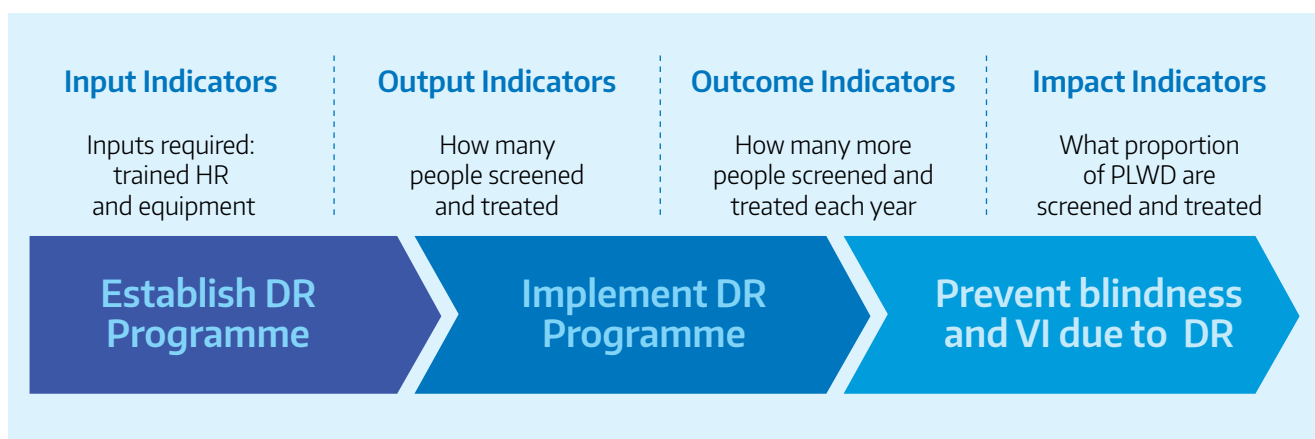 Input Indicators
Inputs required:
trained HR
and equipment
Output Indicators
How many
people screened
and treated
Outcome Indicators
How many more
people screened and
treated each year
Impact Indicators
What proportion
of PLWD are
screened and treated
Establish DR
Programme
Implement DR
Programme
Prevent blindness
and VI due to DR